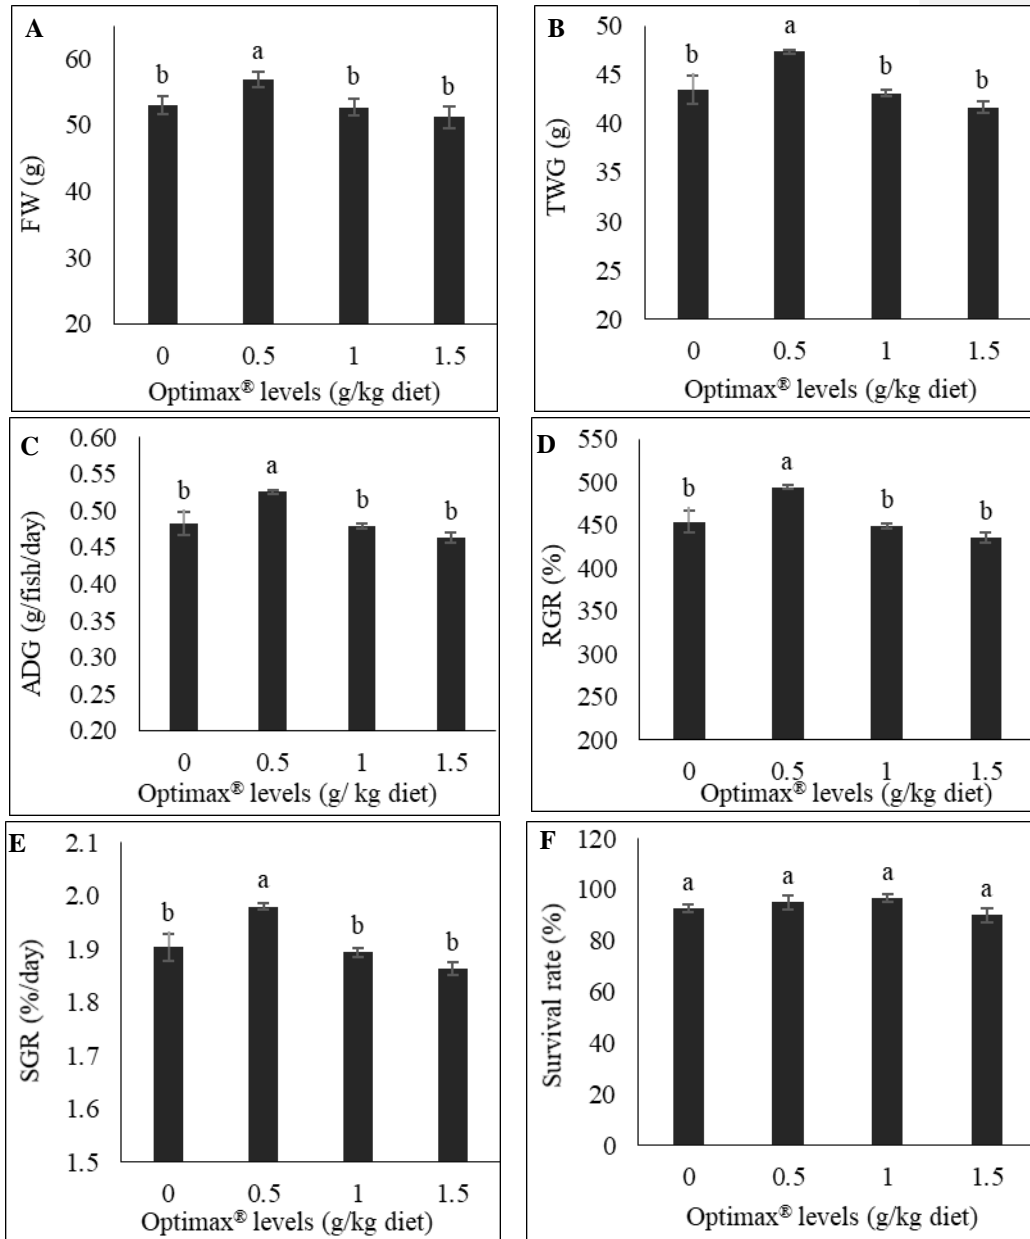 A
FW (g)
60
50
40
30
20
b
a
b
b
0 0.5 1 1.5
Optimax® levels (g/kg diet)
B
TWG (g)
50
45
40
35
30
25
20
b
a
b
b
0 0.5 1 1.5
Optimax® levels (g/kg diet)
C
ADG (g/fish/day)
0.60
0.55
0.50
0.45
0.40
0.35
0.30
0.25
0.20
b
a
b
b
0 0.5 1 1.5
Optimax® levels (g/ kg diet)
D
RGR (%)
550
500
450
400
350
300
250
200
b
a
b
b
0 0.5 1 1.5
Optimax® levels (g/kg diet)
E
SGR (%/day)
2.1
2.0
1.9
1.8
1.7
1.6
1.5
b
a
b
b
0 0.5 1 1.5
Optimax® levels (g/kg diet)
F
Survival rate (%)
120
100
80
60
40
20
0
a
a
a
a
0 0.5 1 1.5
Optimax® levels (g/kg diet)